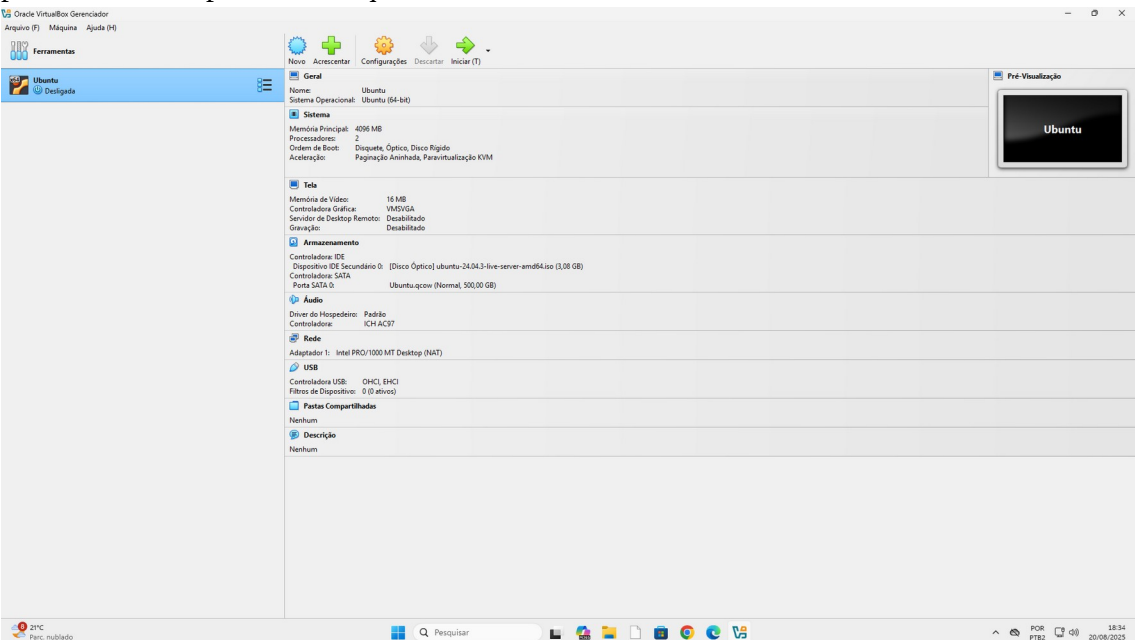 Oracle VirtualBox Gerenciador
Arquivo (F) Máquina Ajuda (H)
Ferramentas
Novo Acrescentar Configurações Descartar Iniciar (T)
Ubuntu
Desligada
Geral
Nome: Ubuntu
Sistema Operacional: Ubuntu (64-bit)
Pré-Visualização
Ubuntu
Sistema
Memória Principal: 4096 MB
Processadores: 2
Ordem de Boot: Disquete, Óptico, Disco Rígido
Aceleração: Paginação Aninhada, Paravirtualização KVM
Tela
Memória de Vídeo: 16 MB
Controladora Gráfica: VMSVGA
Servidor de Desktop Remoto: Desabilitado
Gravação: Desabilitado
Armazenamento
Controladora: IDE
Dispositivo IDE Secundário 0: [Disco Óptico] ubuntu-24.04.3-live-server-amd64.iso (3,08 GB)
Controladora: SATA
Porta SATA 0: Ubuntu.qcow (Normal, 500,00 GB)
Áudio
Driver do Hospedeiro: Padrão
Controladora: ICH AC97
Rede
Adaptador 1: Intel PRO/1000 MT Desktop (NAT)
USB
Controladora USB: OHCI, EHCI
Filtros de Dispositivo: 0 (0 ativos)
Pastas Compartilhadas
Nenhum
Descrição
Nenhum
21°C
Parc. nublado
Pesquisar
POR
PTB2
18:34
20/08/2025